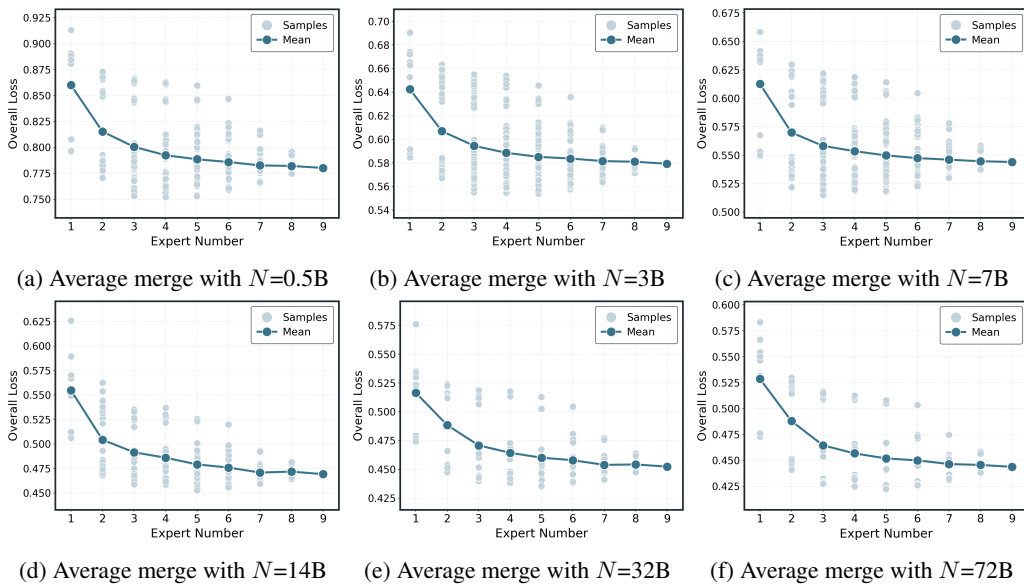 0.925
0.900
0.875
0.850
0.825
0.800
0.775
0.750
Overall Loss
1 2 3 4 5 6 7 8 9
Expert Number
Samples
Mean
(a) Average merge with N=0.5B
0.70
0.68
0.66
0.64
0.62
0.60
0.58
0.56
0.54
Overall Loss
1 2 3 4 5 6 7 8 9
Expert Number
Samples
Mean
(b) Average merge with N=3B
0.675
0.650
0.625
0.600
0.575
0.550
0.525
0.500
Overall Loss
1 2 3 4 5 6 7 8 9
Expert Number
Samples
Mean
(c) Average merge with N=7B
0.625
0.600
0.575
0.550
0.525
0.500
0.475
0.450
Overall Loss
1 2 3 4 5 6 7 8 9
Expert Number
Samples
Mean
(d) Average merge with N=14B
0.575
0.550
0.525
0.500
0.475
0.450
0.425
Overall Loss
1 2 3 4 5 6 7 8 9
Expert Number
Samples
Mean
(e) Average merge with N=32B
0.600
0.575
0.550
0.525
0.500
0.475
0.450
0.425
Overall Loss
1 2 3 4 5 6 7 8 9
Expert Number
Samples
Mean
(f) Average merge with N=72B